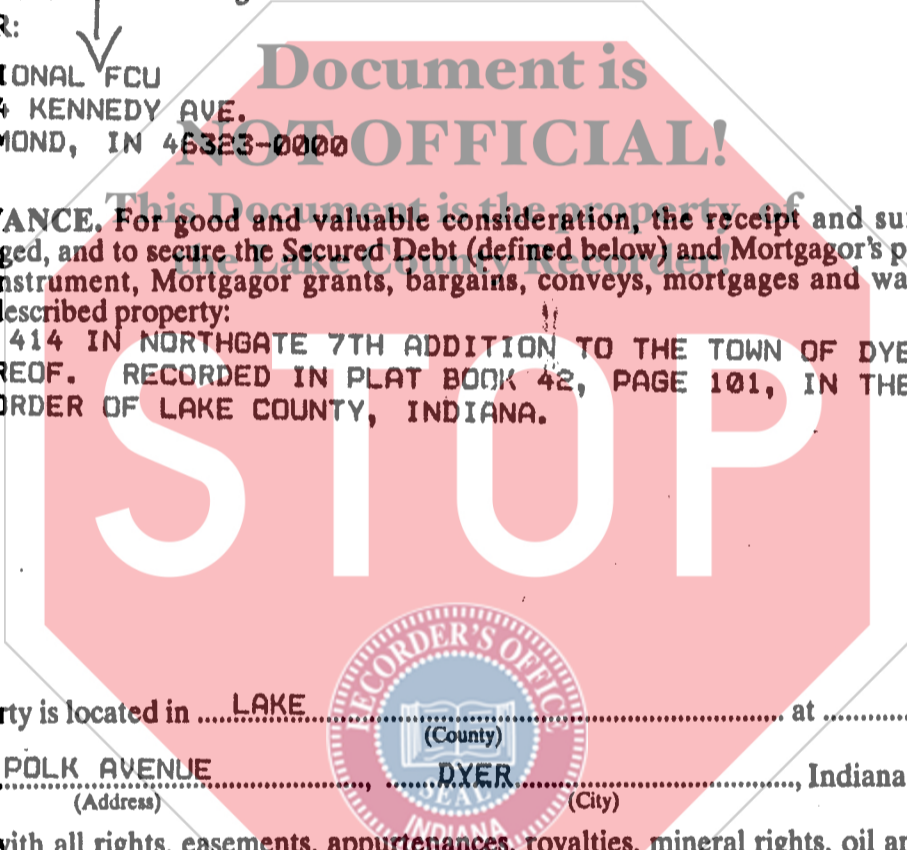 R:
IONAL FCU
4 KENNEDY AVE.
MOND, IN 46323-0000
Document is
NOT OFFICIAL!
This Document is the property of
the Lake County Recorder!
ANCE. For good and valuable consideration, the receipt and su
ged, and to secure the Secured Debt (defined below) and Mortgagor's p
nstrument, Mortgagor grants, bargains, conveys, mortgages and wa
escribed property:
414 IN NORTHGATE 7TH ADDITION TO THE TOWN OF DYE
REOF. RECORDED IN PLAT BOOK 42, PAGE 101, IN THE
ORDER OF LAKE COUNTY, INDIANA.
STOP
RECORDER'S OFFICE
SEAL
INDIANA
rty is located in LAKE at
(County)
POLK AVENUE, DYER, Indiana
(Address) (City)
with all rights, easements, appurtenances, royalties, mineral rights, oil an